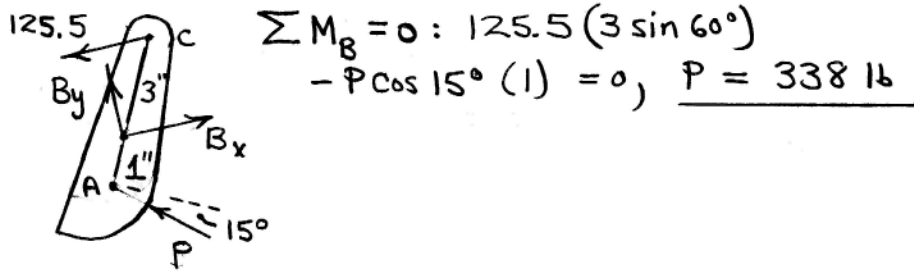 125.5
C
ΣM_B = 0 : 125.5 (3 sin 60°)
- P cos 15° (1) = 0, P = 338 lb
By
3"
Bx
1"
A
15°
P